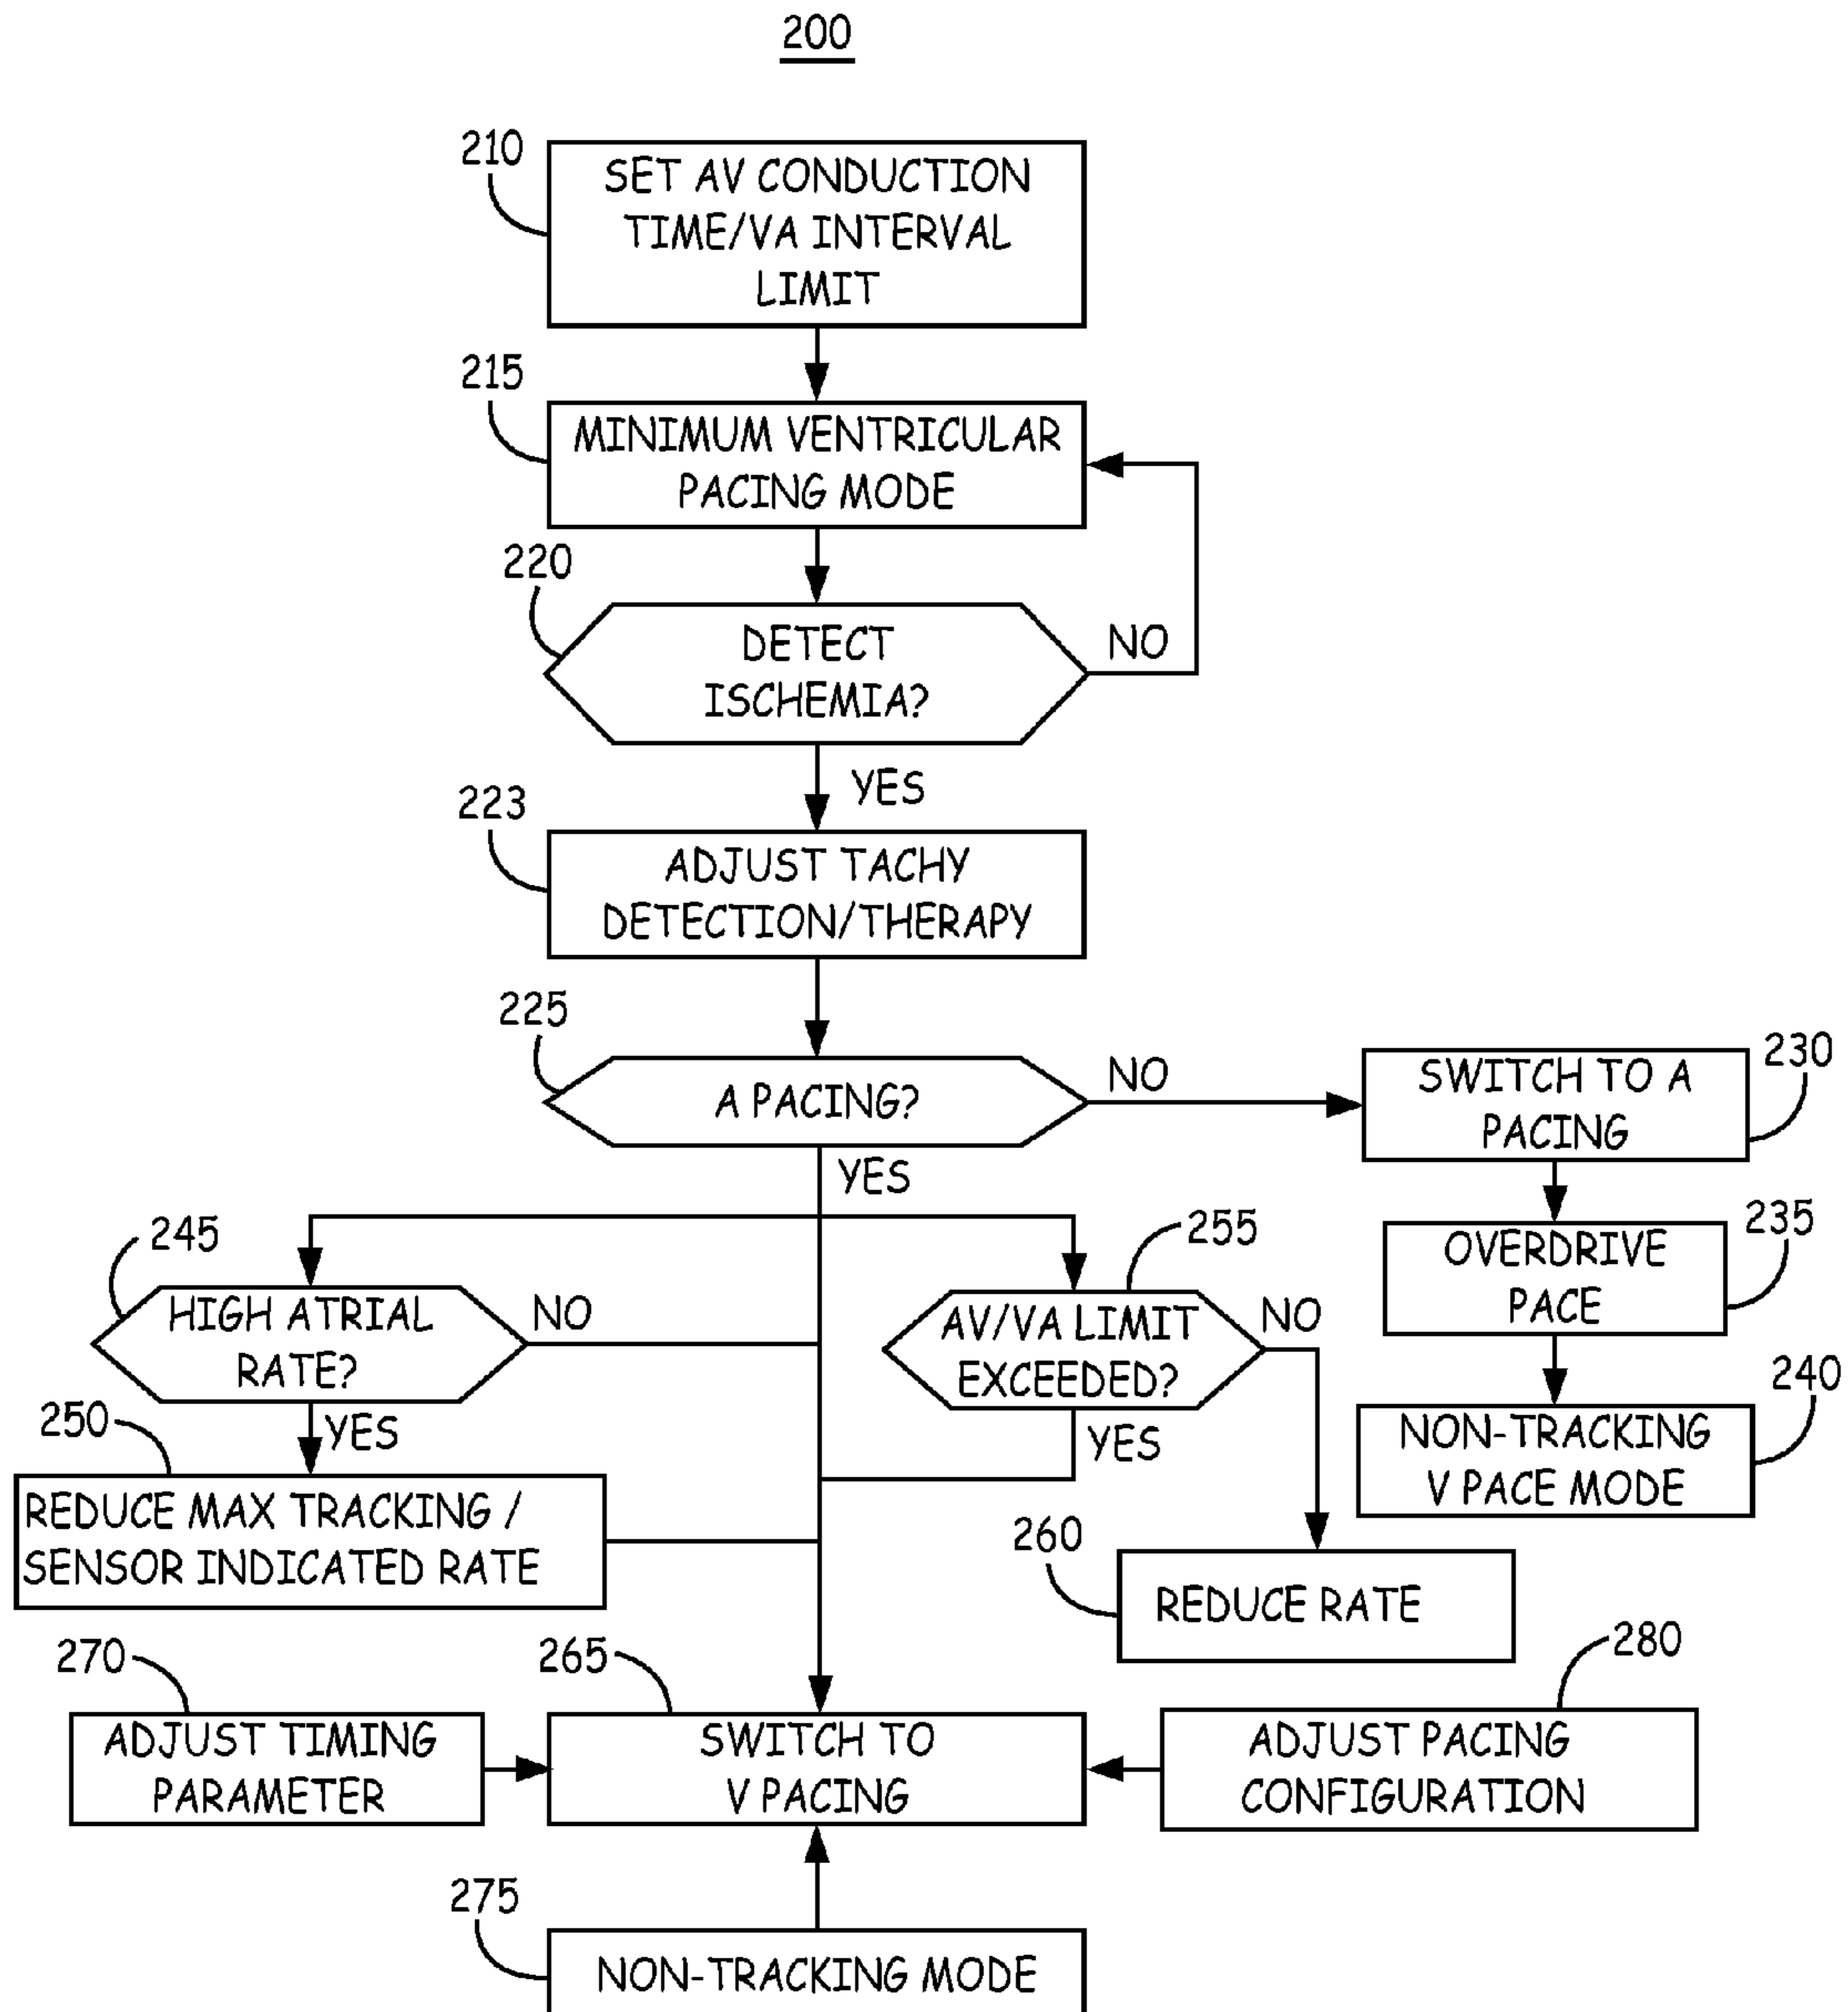 200
210
SET AV CONDUCTION
TIME/VA INTERVAL
LIMIT
215
MINIMUM VENTRICULAR
PACING MODE
220
DETECT
ISCHEMIA?
NO
YES
223
ADJUST TACHY
DETECTION/THERAPY
225
A PACING?
NO
YES
SWITCH TO A
PACING
230
OVERDRIVE
PACE
235
NON-TRACKING
V PACE MODE
240
245
HIGH ATRIAL
RATE?
NO
YES
255
AV/VA LIMIT
EXCEEDED?
NO
YES
250
REDUCE MAX TRACKING /
SENSOR INDICATED RATE
260
REDUCE RATE
270
ADJUST TIMING
PARAMETER
265
SWITCH TO
V PACING
280
ADJUST PACING
CONFIGURATION
275
NON-TRACKING MODE